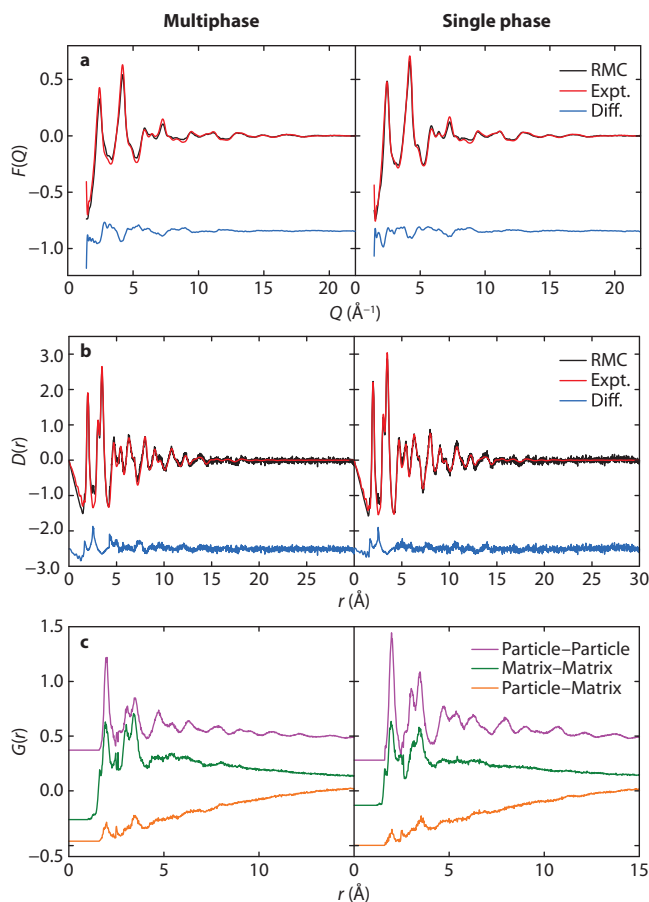 Multiphase Single phase
a
RMC
Expt.
Diff.
0.5
0.0
−0.5
−1.0
F(Q)
0 5 10 15 20 0 5 10 15 20
Q (Å−1)
b
RMC
Expt.
Diff.
3.0
2.0
1.0
0.0
−1.0
−2.0
−3.0
D(r)
0 5 10 15 20 25 0 5 10 15 20 25 30
r (Å)
c
Particle–Particle
Matrix–Matrix
Particle–Matrix
1.5
1.0
0.5
0.0
−0.5
G(r)
0 5 10 0 5 10 15
r (Å)